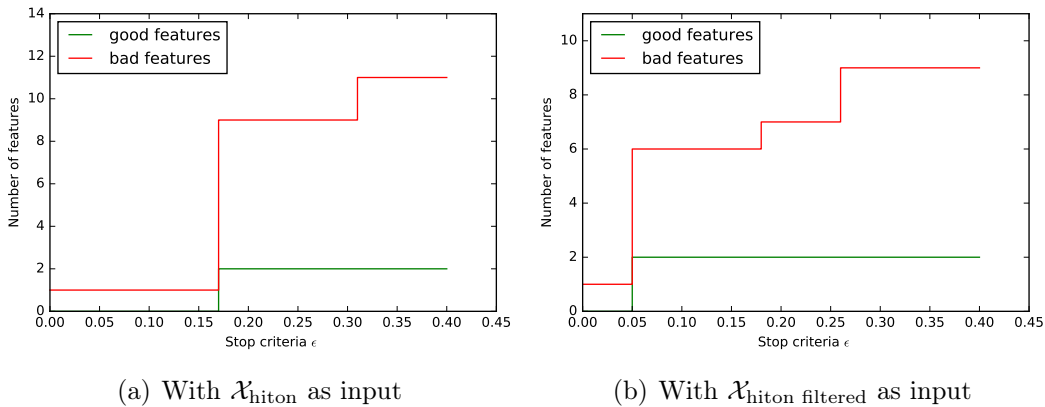 14
12
10
8
6
4
2
0
Number of features
good features
bad features
0.00 0.05 0.10 0.15 0.20 0.25 0.30 0.35 0.40 0.45
Stop criteria ϵ
(a) With 𝒳hiton as input
10
8
6
4
2
0
Number of features
good features
bad features
0.00 0.05 0.10 0.15 0.20 0.25 0.30 0.35 0.40 0.45
Stop criteria ϵ
(b) With 𝒳hiton filtered as input